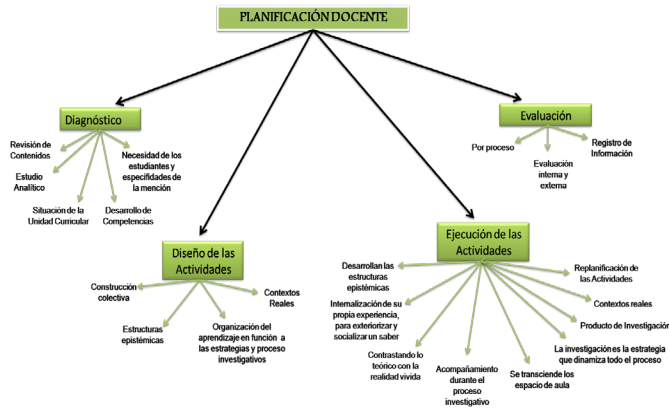 PLANIFICACIÓN DOCENTE
Diagnóstico
Revisión de
Contenidos
Estudio
Analítico
Situación de la
Unidad Curricular
Desarrollo de
Competencias
Necesidad de los
estudiantes y
especifidades de
la mención
Diseño de las
Actividades
Construcción
colectiva
Estructuras
epistémicas
Organización del
aprendizaje en función a
las estrategias y proceso
investigativos
Contextos
Reales
Ejecución de las
Actividades
Desarrollan las
estructuras
epistémicas
Internalización de su
propia experiencia,
para exteriorizar y
socializar un saber
Contrastando lo
teórico con la
realidad vivida
Acompañamiento
durante el
proceso
investigativo
Se transciende los
espacio de aula
La investigación es la estrategia
que dinamiza todo el proceso
Producto de Investigación
Contextos reales
Replanificación de
las Actividades
Evaluación
Por proceso
Evaluación
interna y
externa
Registro de
Información